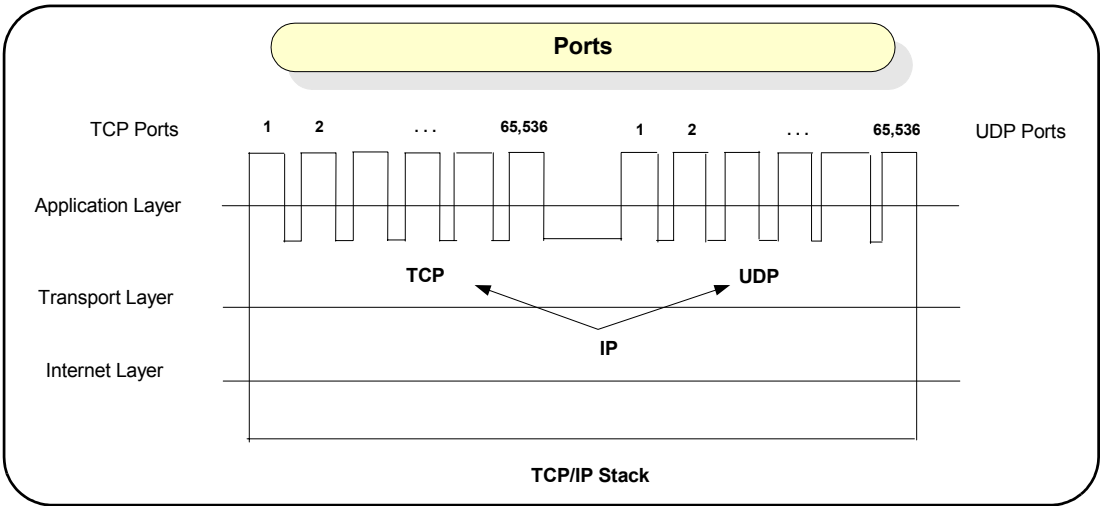 Ports
TCP Ports 1 2 . . . 65,536 1 2 . . . 65,536 UDP Ports
Application Layer
TCP UDP
Transport Layer
IP
Internet Layer
TCP/IP Stack